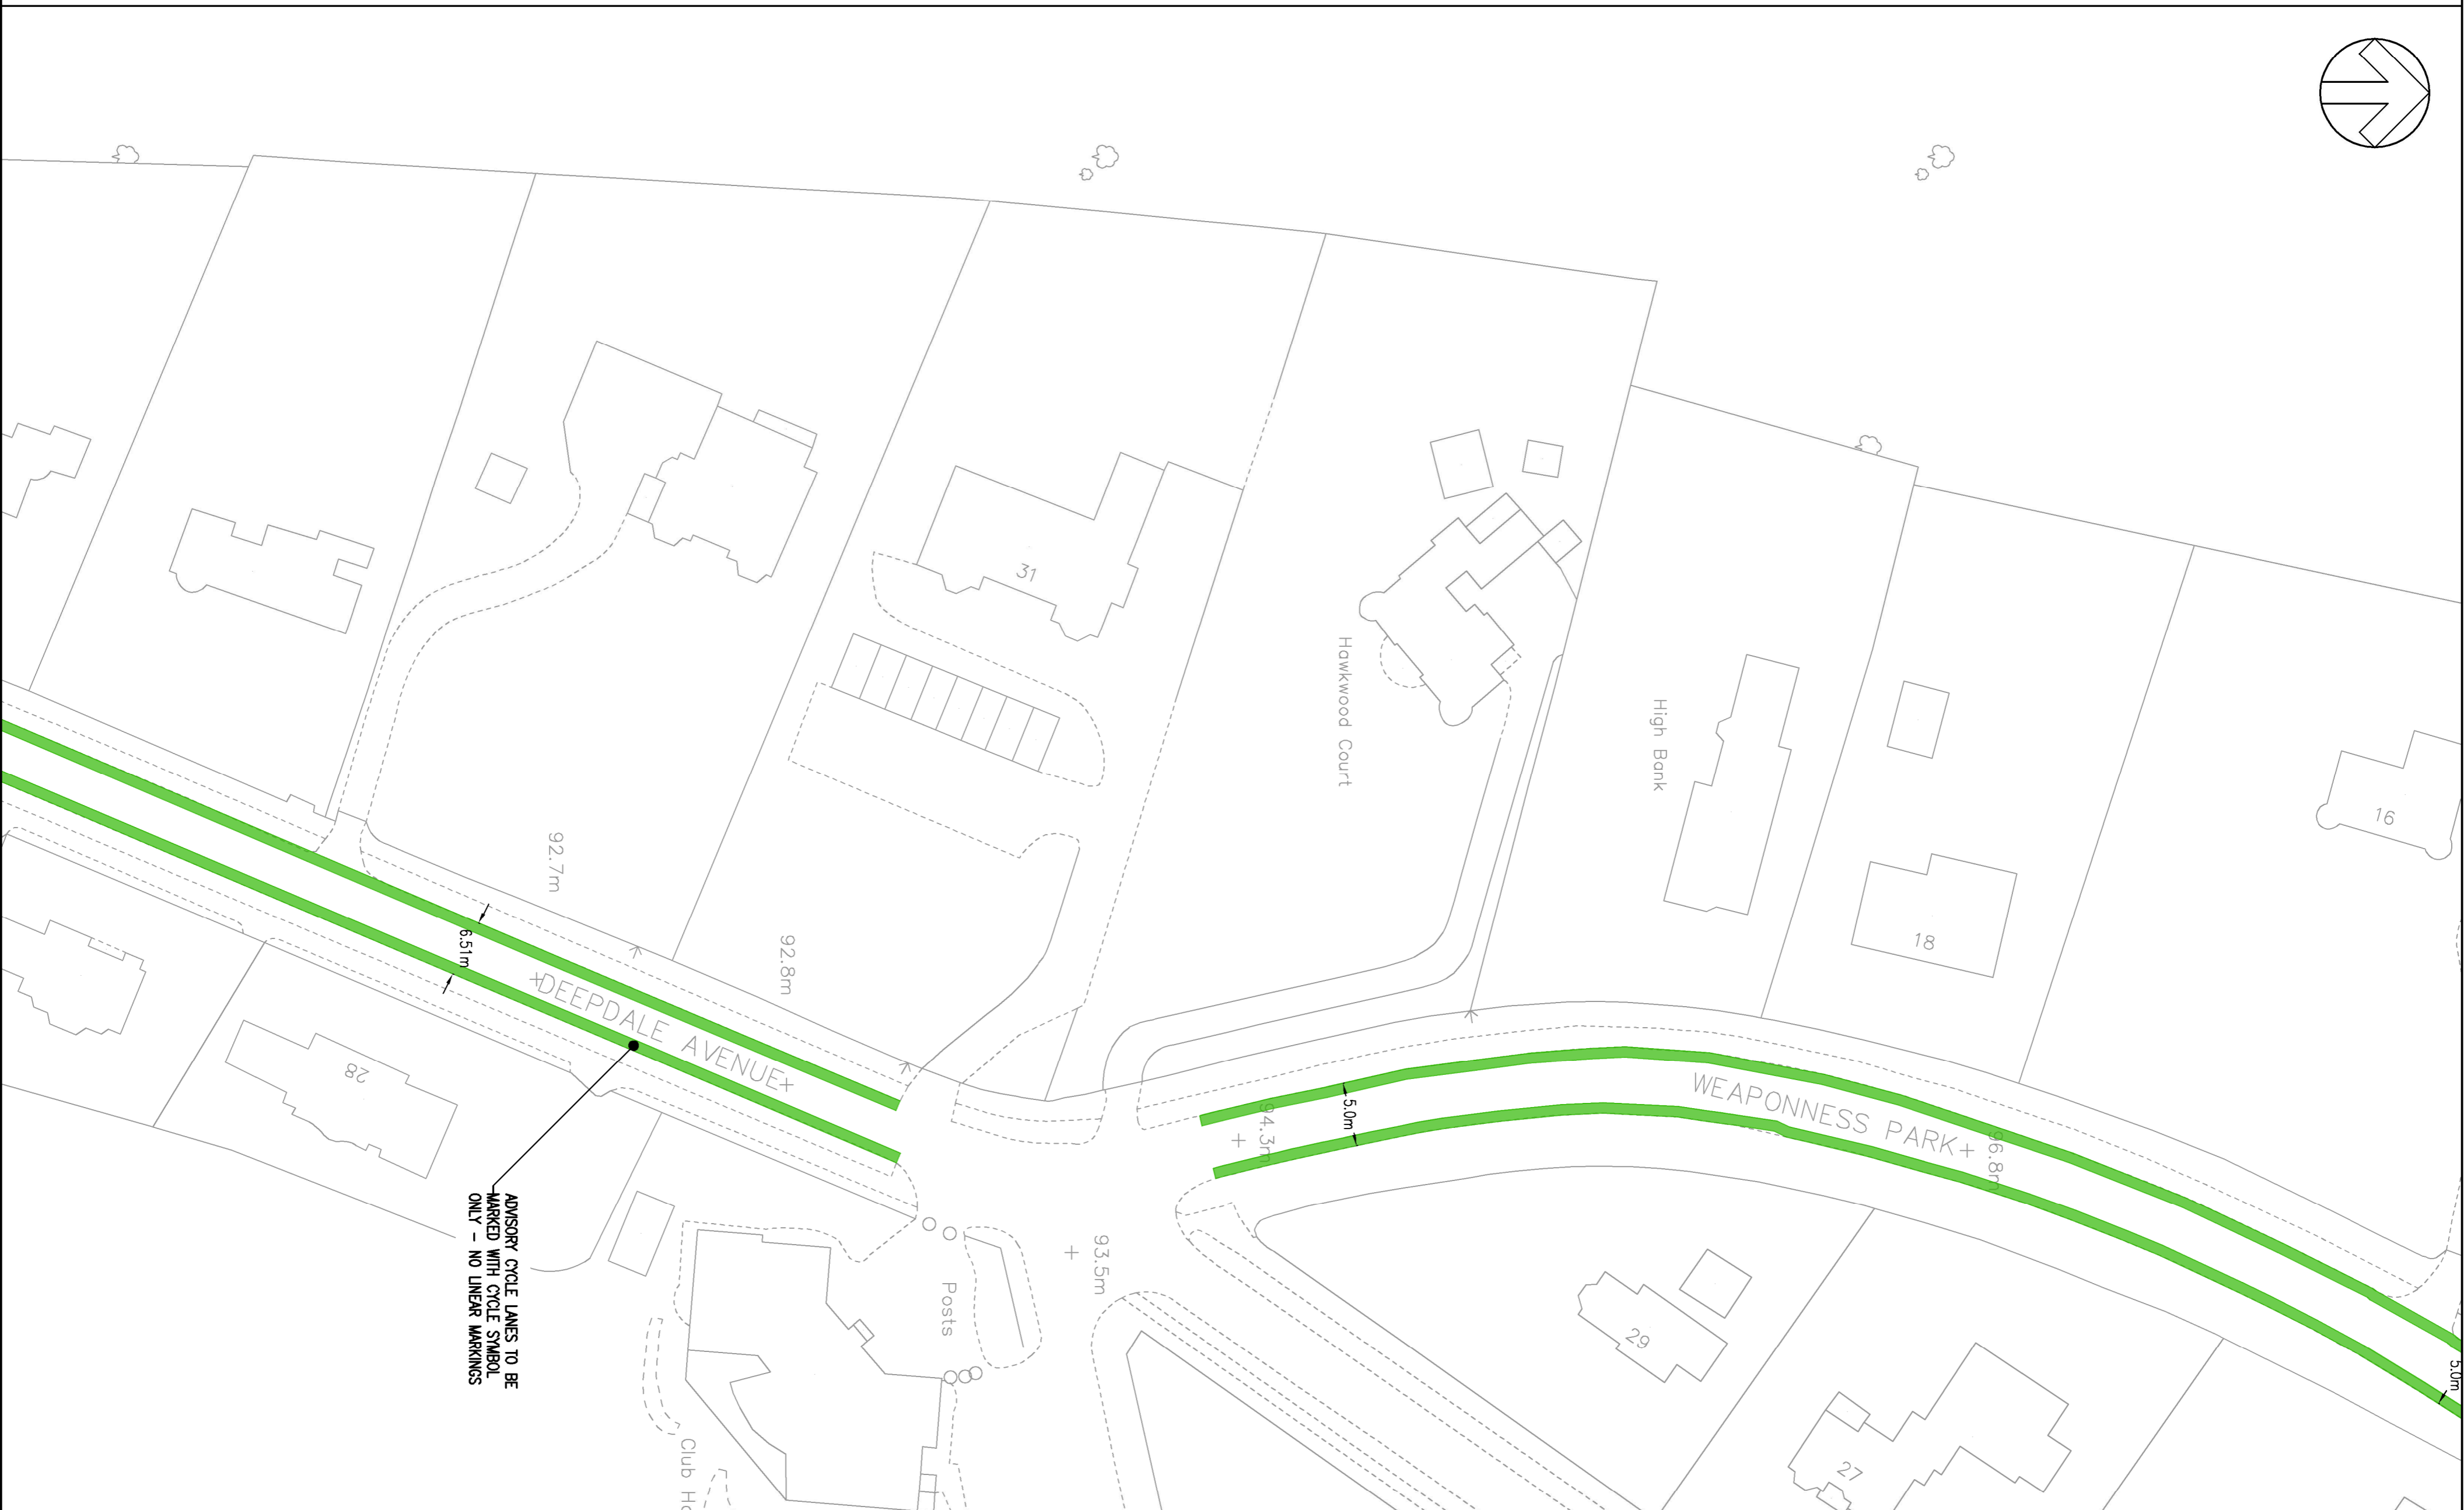 31
Hawkwood Court
High Bank
16
18
92.7m
92.8m
6.51m
DEEPDALE AVENUE
28
ADVISORY CYCLE LANES TO BE
MARKED WITH CYCLE SYMBOL
ONLY - NO LINEAR MARKINGS
5.0m
94.3m
WEAPONNESS PARK
96.8m
93.5m
Posts
29
27
5.0m
Club Ho